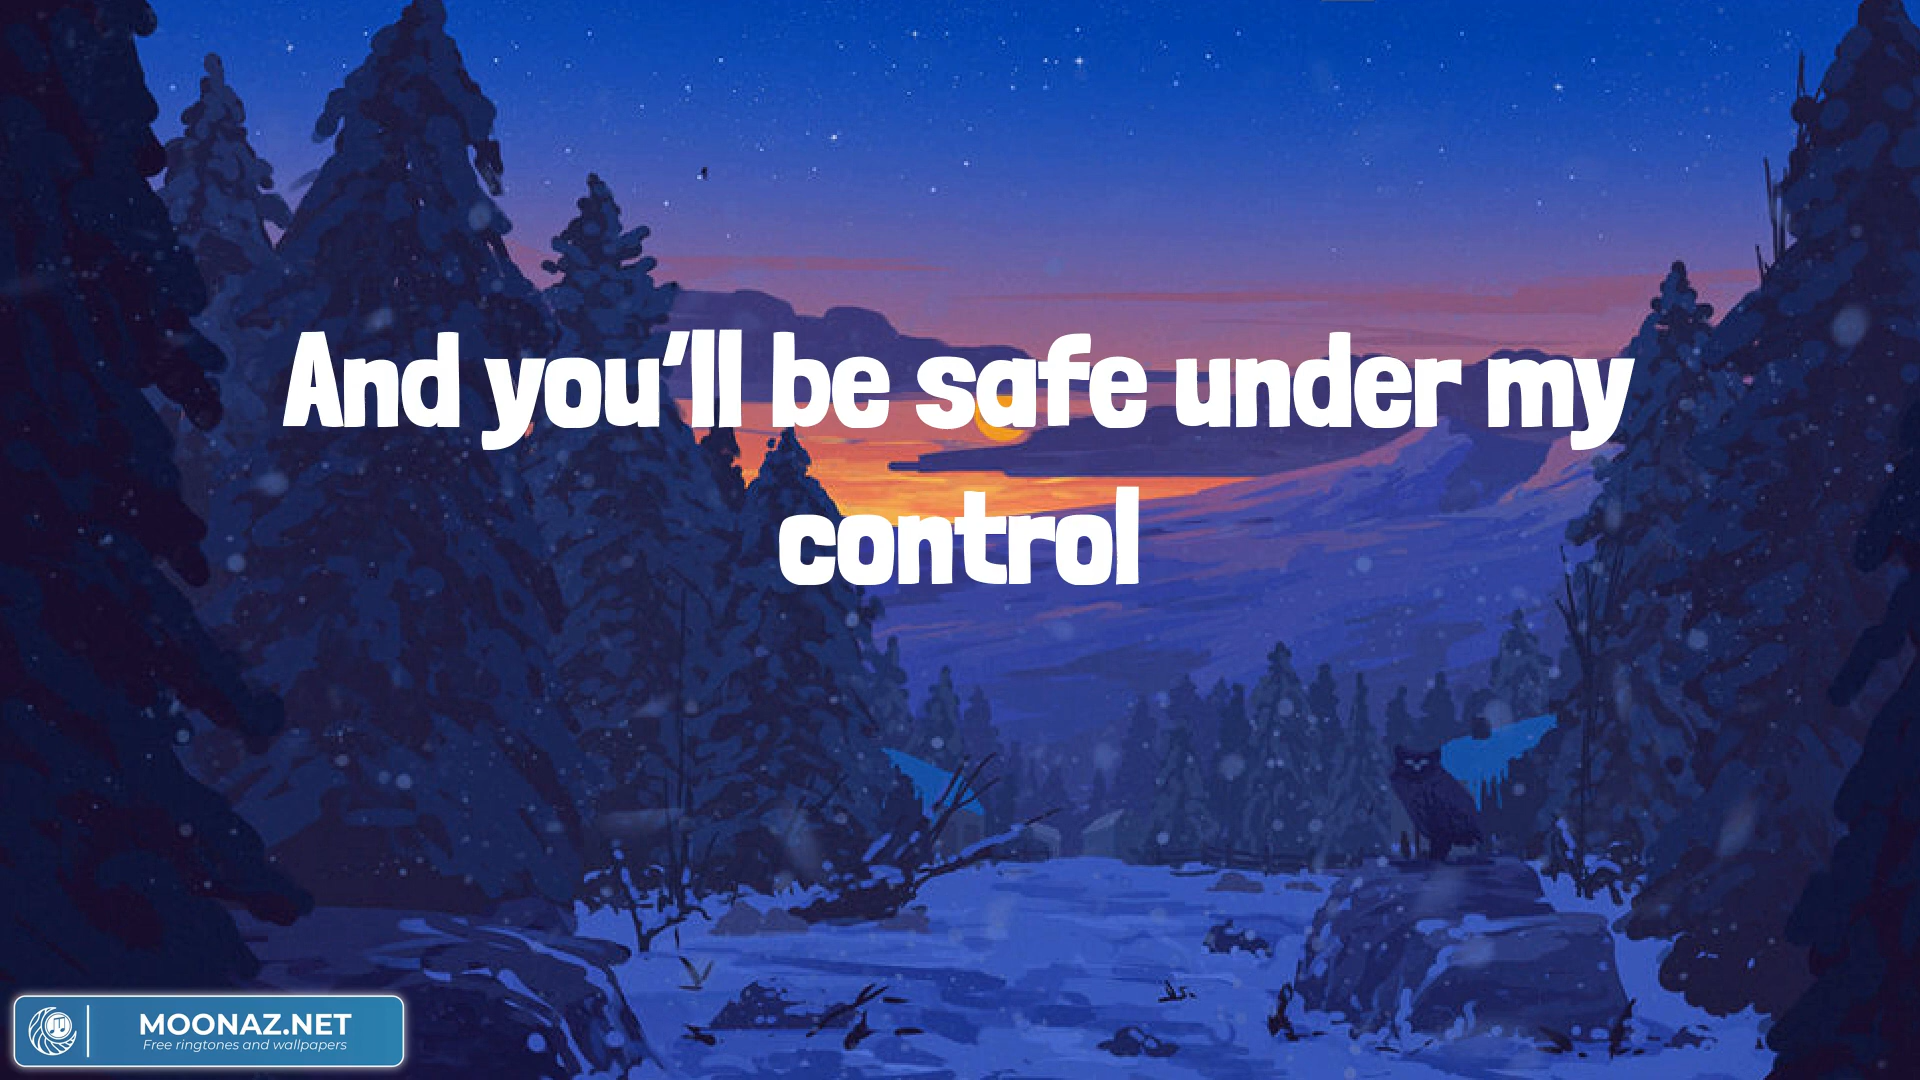 And you'll be safe under my
control
MOONAZ.NET
Free ringtones and wallpapers